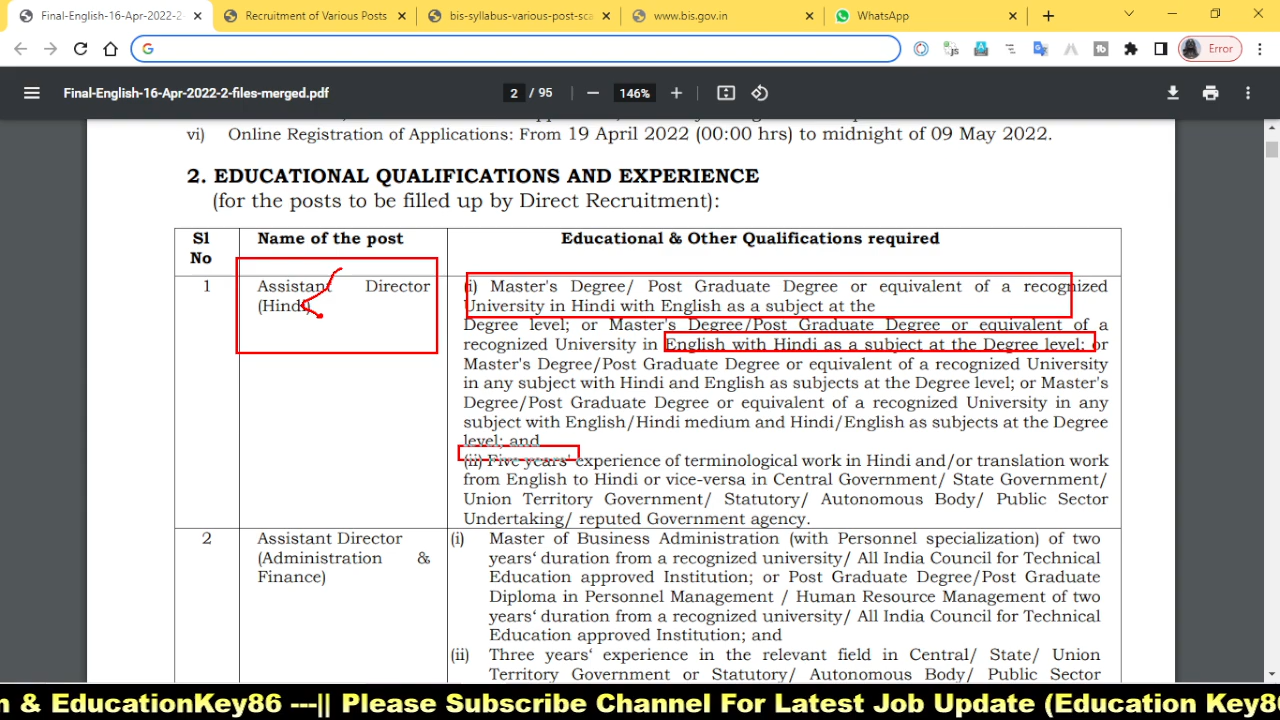 Final-English-16-Apr-2022-2-
Recruitment of Various Posts
bis-syllabus-various-post-sca
www.bis.gov.in
WhatsApp
Error
Final-English-16-Apr-2022-2-files-merged.pdf
2 / 95
146%
vi) Online Registration of Applications: From 19 April 2022 (00:00 hrs) to midnight of 09 May 2022.
2. EDUCATIONAL QUALIFICATIONS AND EXPERIENCE
(for the posts to be filled up by Direct Recruitment):
Sl No
Name of the post
Educational & Other Qualifications required
1
Assistant Director
(Hindi)
(i) Master's Degree/ Post Graduate Degree or equivalent of a recognized
University in Hindi with English as a subject at the
Degree level; or Master's Degree/Post Graduate Degree or equivalent of a
recognized University in English with Hindi as a subject at the Degree level; or
Master's Degree/Post Graduate Degree or equivalent of a recognized University
in any subject with Hindi and English as subjects at the Degree level; or Master's
Degree/Post Graduate Degree or equivalent of a recognized University in any
subject with English/Hindi medium and Hindi/English as subjects at the Degree
level; and
(ii) Five years' experience of terminological work in Hindi and/or translation work
from English to Hindi or vice-versa in Central Government/ State Government/
Union Territory Government/ Statutory/ Autonomous Body/ Public Sector
Undertaking/ reputed Government agency.
2
Assistant Director
(Administration &
Finance)
(i) Master of Business Administration (with Personnel specialization) of two
years‘ duration from a recognized university/ All India Council for Technical
Education approved Institution; or Post Graduate Degree/Post Graduate
Diploma in Personnel Management / Human Resource Management of two
years‘ duration from a recognized university/ All India Council for Technical
Education approved Institution; and
(ii) Three years‘ experience in the relevant field in Central/ State/ Union
Territory Government or Statutory/ Autonomous Body/ Public Sector
n & EducationKey86 ---|| Please Subscribe Channel For Latest Job Update (Education Key86